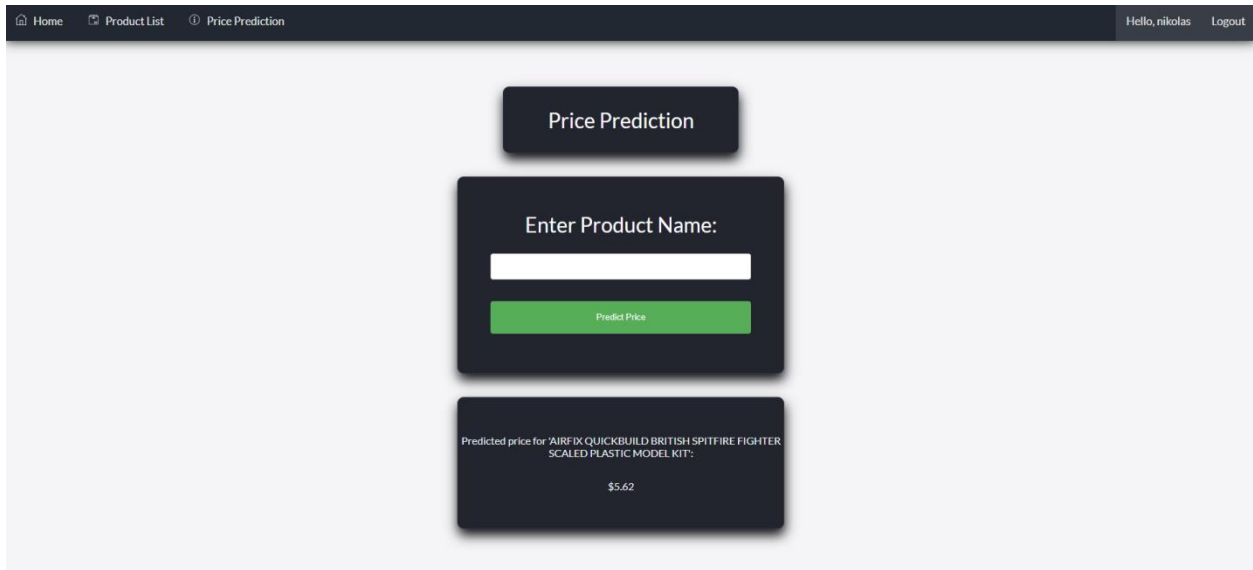 Home Product List Price Prediction Hello, nikolas Logout
Price Prediction
Enter Product Name:
Predict Price
Predicted price for 'AIRFIX QUICKBUILD BRITISH SPITFIRE FIGHTER
SCALED PLASTIC MODEL KIT':
$5.62